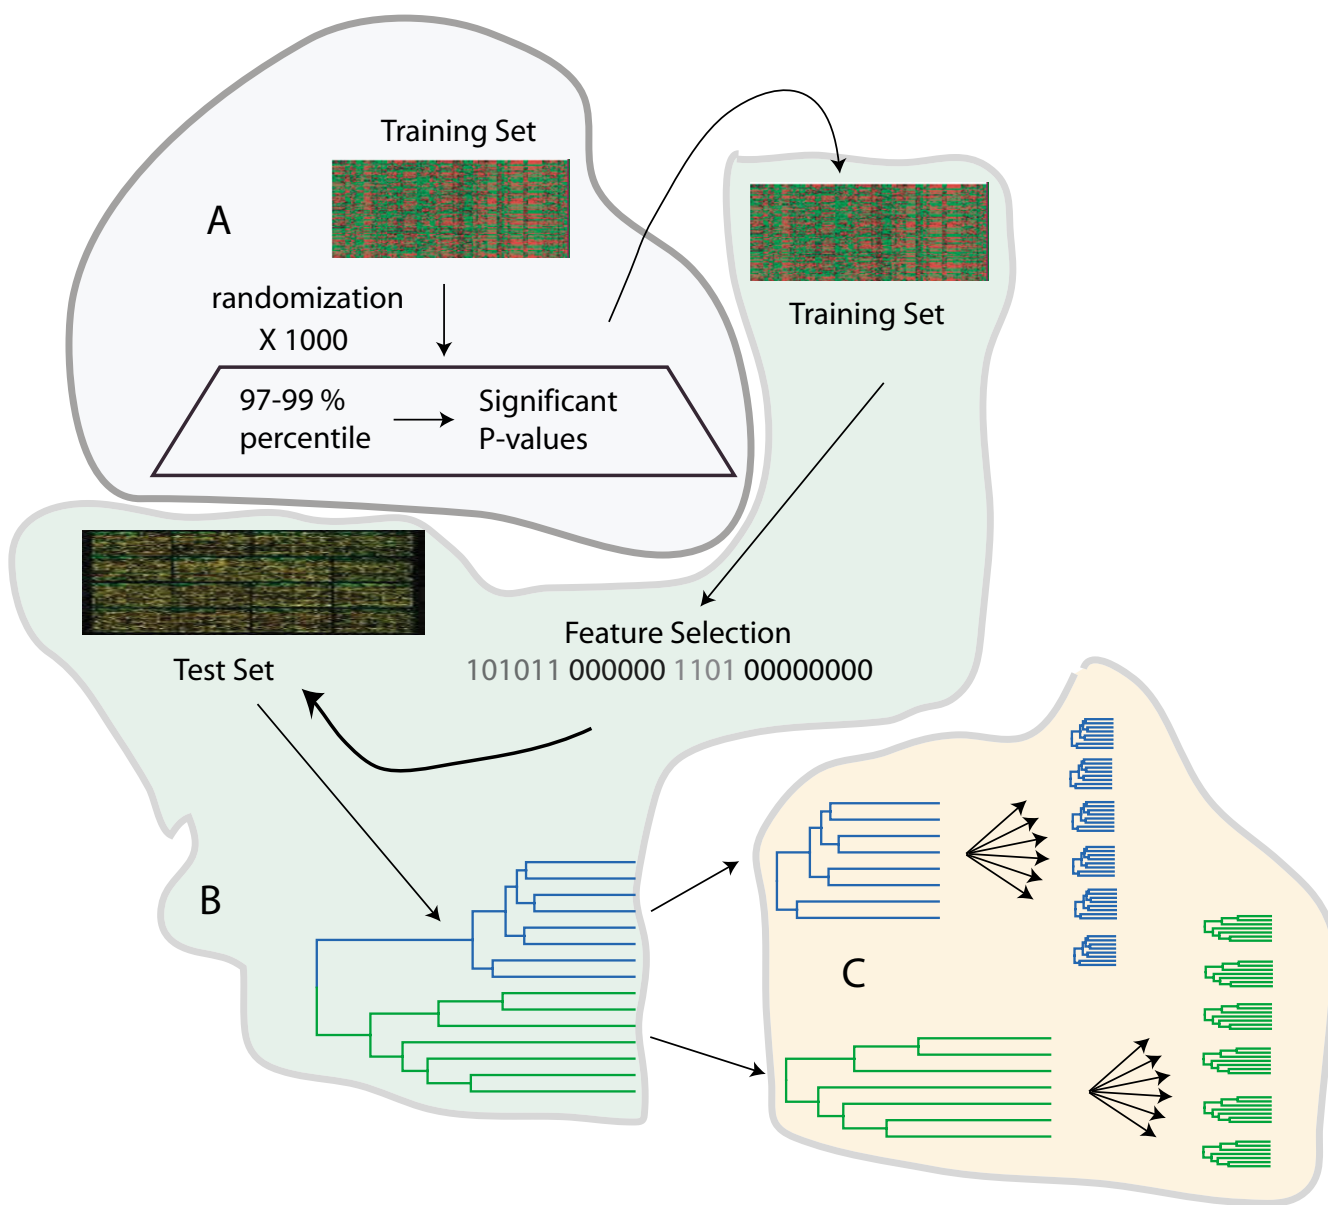 Training Set
A
randomization
X 1000
97-99 %
percentile
Significant
P-values
Training Set
Feature Selection
101011 000000 1101 00000000
Test Set
B
C